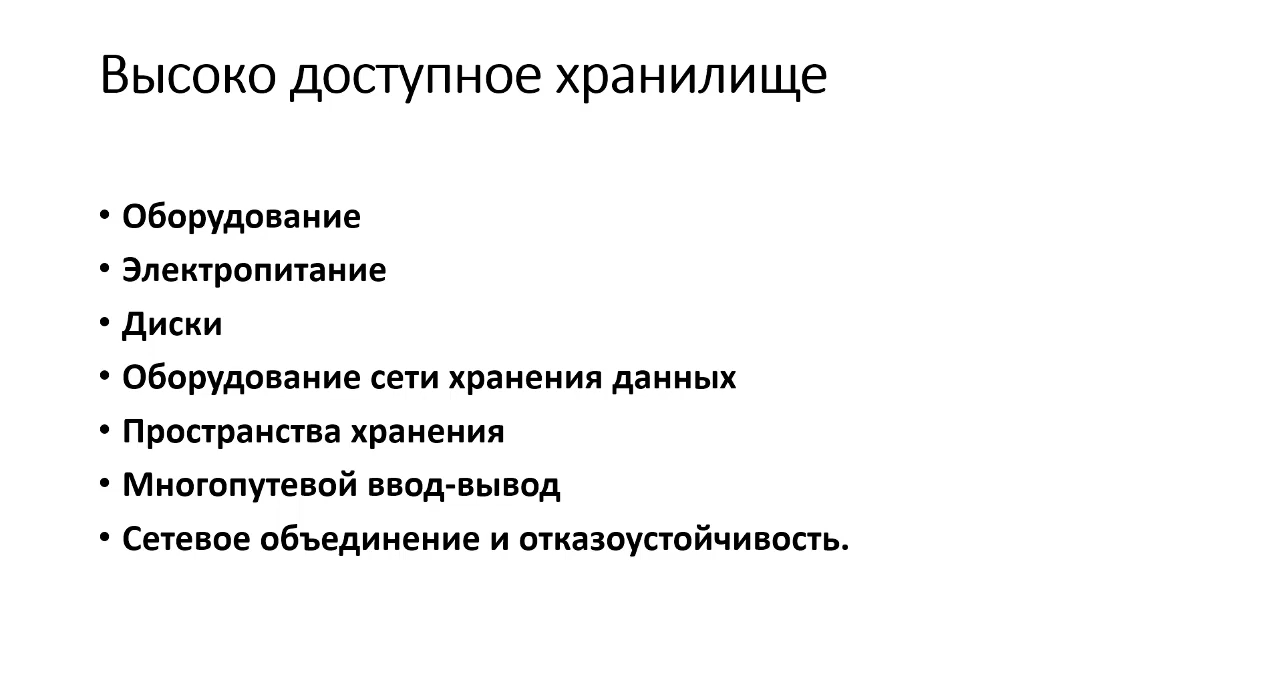 Высоко доступное хранилище
• Оборудование
• Электропитание
• Диски
• Оборудование сети хранения данных
• Пространства хранения
• Многопутевой ввод-вывод
• Сетевое объединение и отказоустойчивость.